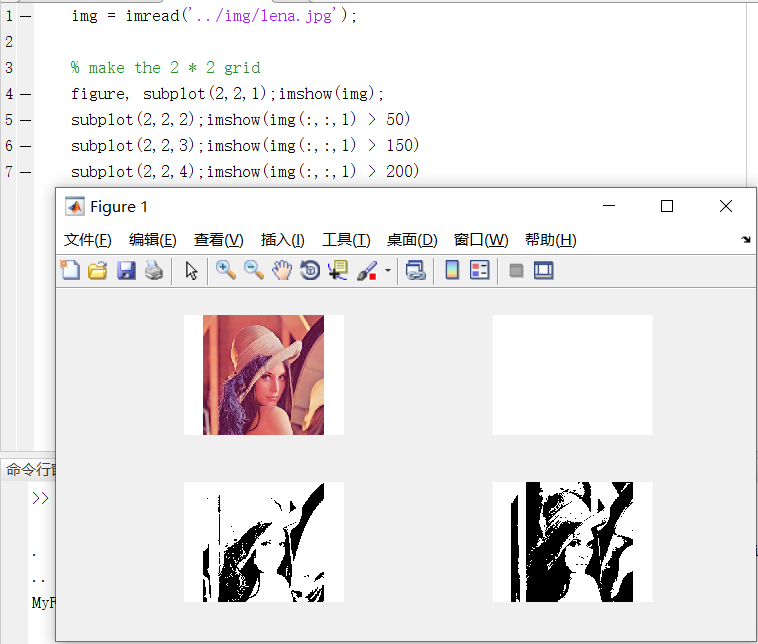 1 — img = imread('../img/lena.jpg');
2
3 % make the 2 * 2 grid
4 — figure, subplot(2,2,1);imshow(img);
5 — subplot(2,2,2);imshow(img(:,:,1) > 50)
6 — subplot(2,2,3);imshow(img(:,:,1) > 150)
7 — subplot(2,2,4);imshow(img(:,:,1) > 200)
Figure 1
文件(F) 编辑(E) 查看(V) 插入(I) 工具(T) 桌面(D) 窗口(W) 帮助(H)
命令行
>>
.
..